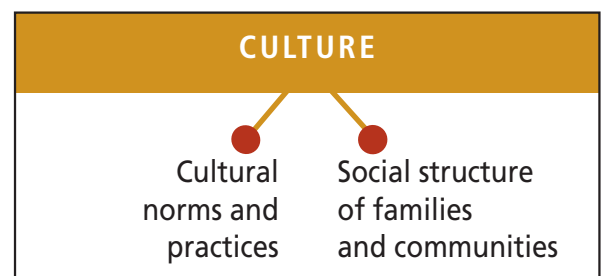 CULTURE
Cultural
norms and
practices
Social structure
of families
and communities